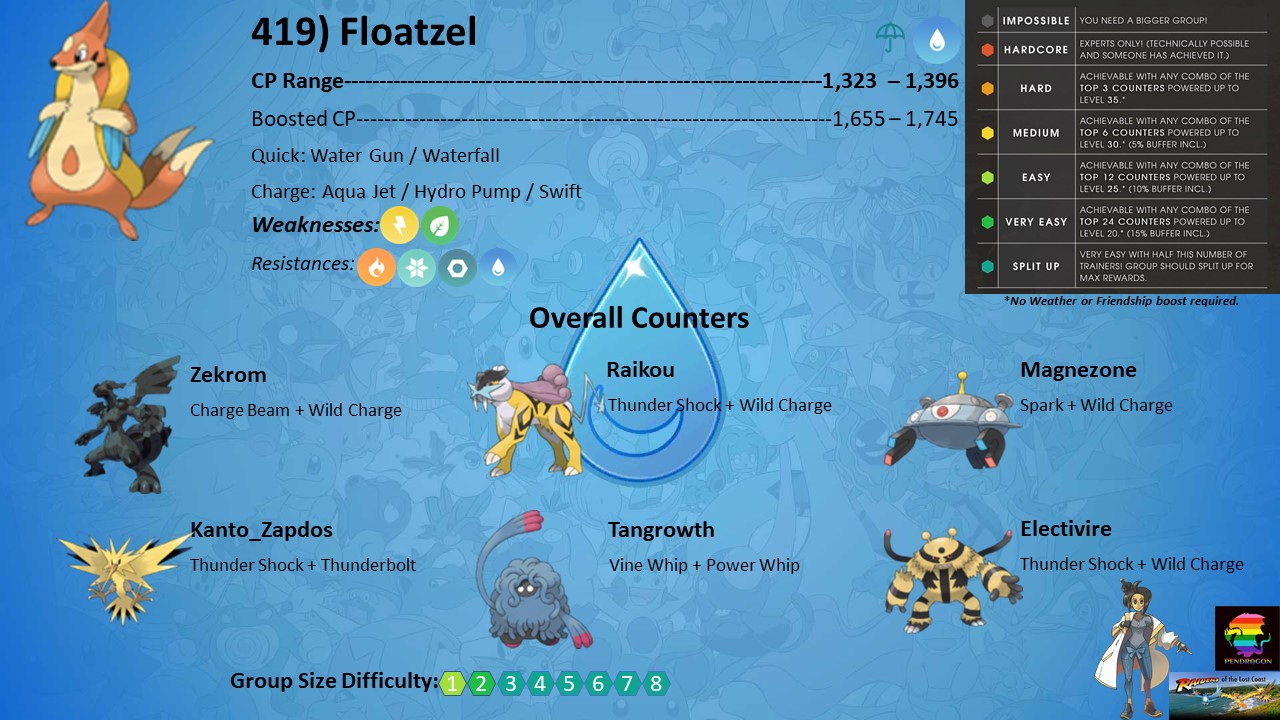 419) Floatzel
CP Range--------------------------------------------------------------------1,323 – 1,396
Boosted CP--------------------------------------------------------------------1,655 – 1,745
Quick: Water Gun / Waterfall
Charge: Aqua Jet / Hydro Pump / Swift
Weaknesses:
Resistances:
IMPOSSIBLE YOU NEED A BIGGER GROUP!
HARDCORE EXPERTS ONLY! (TECHNICALLY POSSIBLE
AND SOMEONE HAS ACHIEVED IT.)
HARD ACHIEVABLE WITH ANY COMBO OF THE
TOP 3 COUNTERS POWERED UP TO
LEVEL 35.*
MEDIUM ACHIEVABLE WITH ANY COMBO OF THE
TOP 6 COUNTERS POWERED UP TO
LEVEL 30.* (5% BUFFER INCL.)
EASY ACHIEVABLE WITH ANY COMBO OF THE
TOP 12 COUNTERS POWERED UP TO
LEVEL 25.* (10% BUFFER INCL.)
VERY EASY ACHIEVABLE WITH ANY COMBO OF THE
TOP 24 COUNTERS POWERED UP TO
LEVEL 20.* (15% BUFFER INCL.)
SPLIT UP VERY EASY WITH HALF THIS NUMBER OF
TRAINERS! GROUP SHOULD SPLIT UP FOR
MAX REWARDS.
*No Weather or Friendship boost required.
Overall Counters
Zekrom
Charge Beam + Wild Charge
Raikou
Thunder Shock + Wild Charge
Magnezone
Spark + Wild Charge
Kanto_Zapdos
Thunder Shock + Thunderbolt
Tangrowth
Vine Whip + Power Whip
Electivire
Thunder Shock + Wild Charge
Group Size Difficulty: 1 2 3 4 5 6 7 8
PENDRAGON
RAIDERS of the Lost Coast